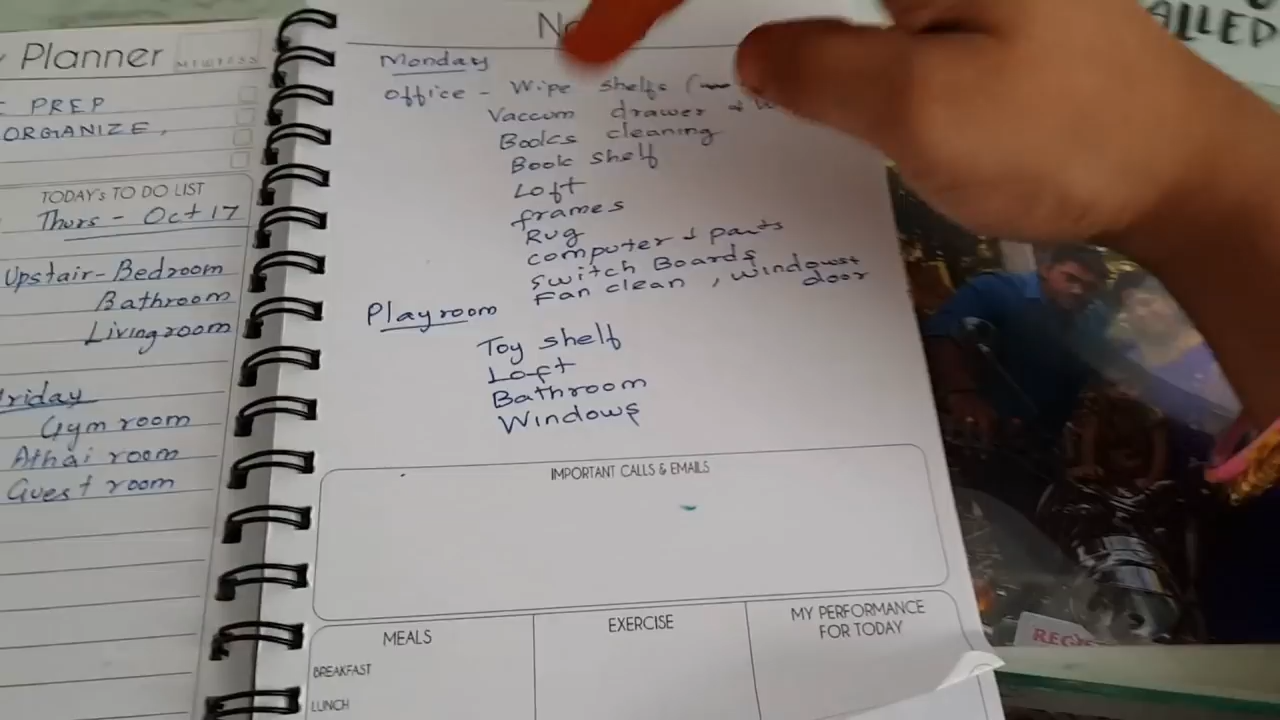 Planner
PREP
ORGANIZE,
TODAY'S TO DO LIST
Thurs - Oct 17
Upstair-Bedroom
Bathroom
Livingroom
Gym room
Athai room
Guest room
Monday
Office - Wipe shelfs
Vaccum drawer
Books cleaning
Book shelf
Loft
frames
Rug
computer & parts
Switch Boards
Fan clean, windows+
door
Playroom
Toy shelf
Loft
Bathroom
Windows
IMPORTANT CALLS & EMAILS
MEALS
BREAKFAST
LUNCH
EXERCISE
MY PERFORMANCE
FOR TODAY
ALLED